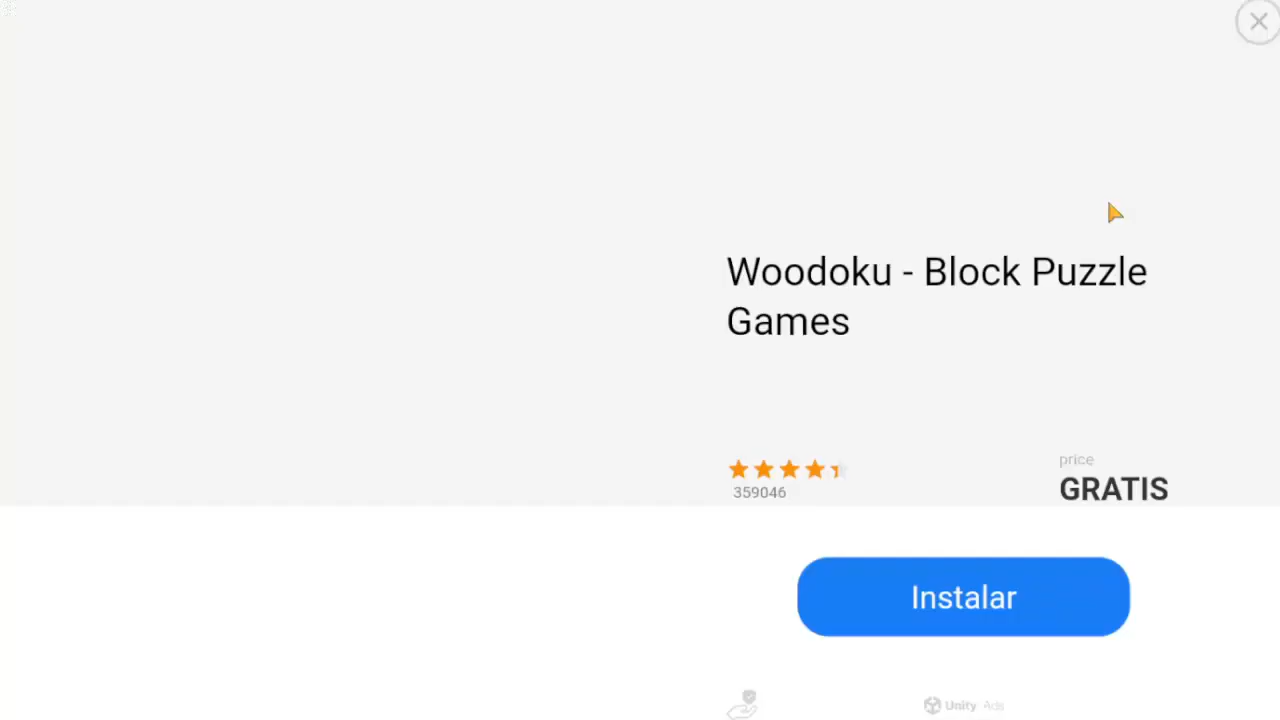 Woodoku - Block Puzzle
Games
price
359046
GRATIS
Instalar
Unity Ads